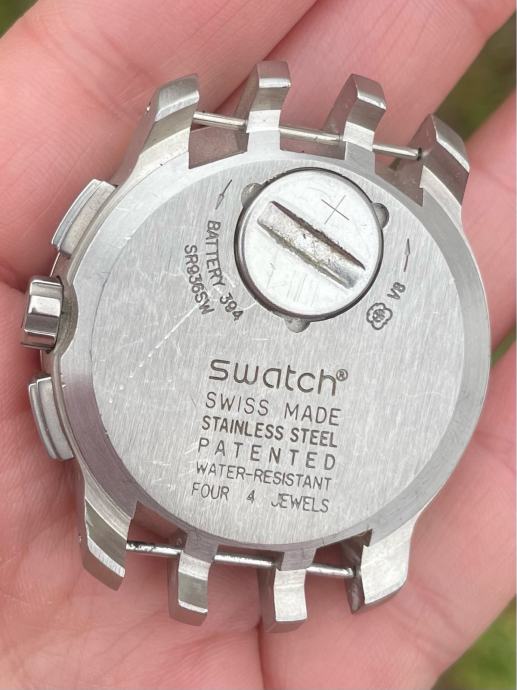 BATTERY 394
SR936SW
V8
swatch®
SWISS MADE
STAINLESS STEEL
PATENTED
WATER-RESISTANT
FOUR 4 JEWELS